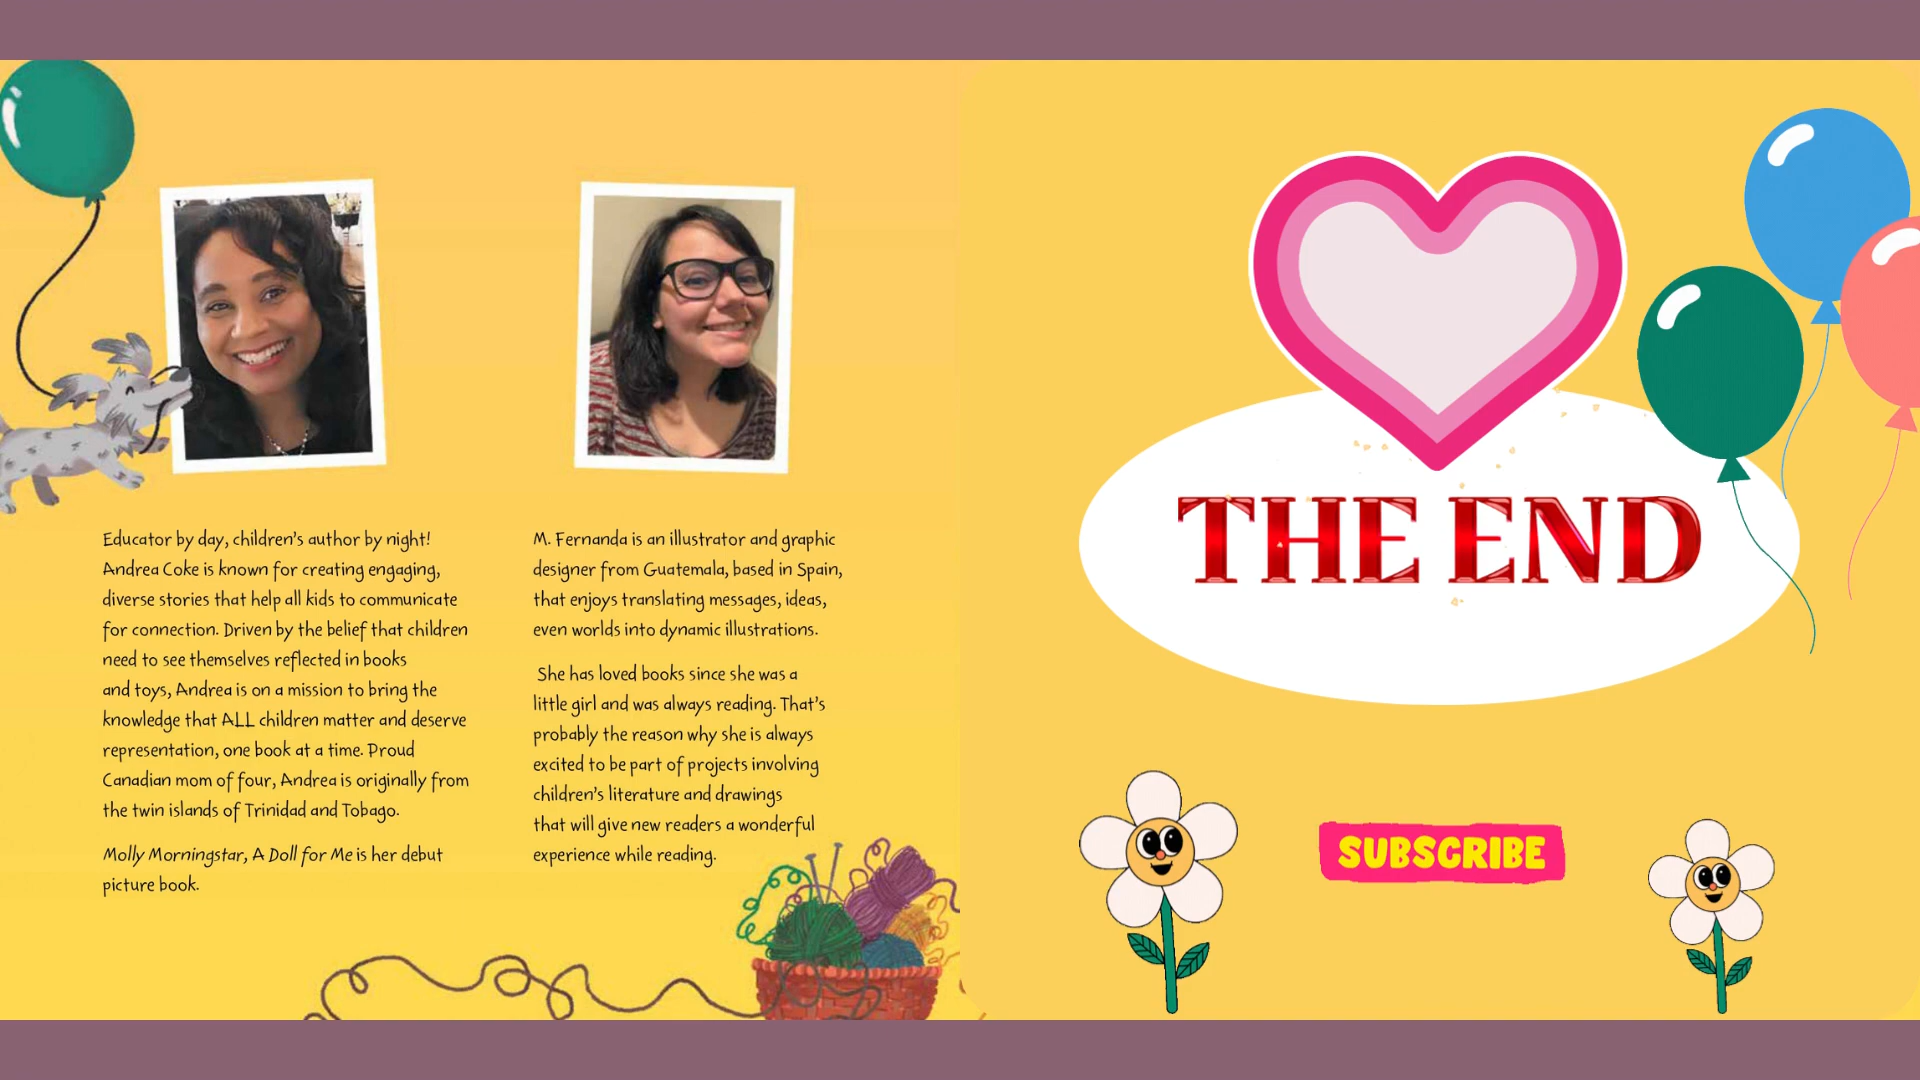 Educator by day, children's author by night!
Andrea Coke is known for creating engaging,
diverse stories that help all kids to communicate
for connection. Driven by the belief that children
need to see themselves reflected in books
and toys, Andrea is on a mission to bring the
knowledge that ALL children matter and deserve
representation, one book at a time. Proud
Canadian mom of four, Andrea is originally from
the twin islands of Trinidad and Tobago.
Molly Morningstar, A Doll for Me is her debut
picture book.
M. Fernanda is an illustrator and graphic
designer from Guatemala, based in Spain,
that enjoys translating messages, ideas,
even worlds into dynamic illustrations.
She has loved books since she was a
little girl and was always reading. That's
probably the reason why she is always
excited to be part of projects involving
children's literature and drawings
that will give new readers a wonderful
experience while reading.
THE END
SUBSCRIBE